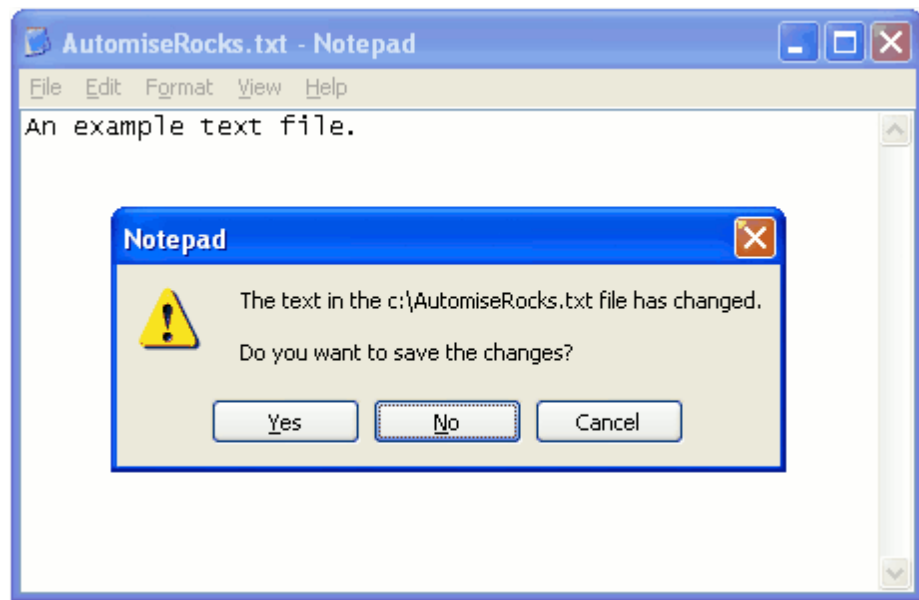 AutomiseRocks.txt - Notepad
File Edit Format View Help
An example text file.
Notepad
The text in the c:\AutomiseRocks.txt file has changed.
Do you want to save the changes?
Yes No Cancel